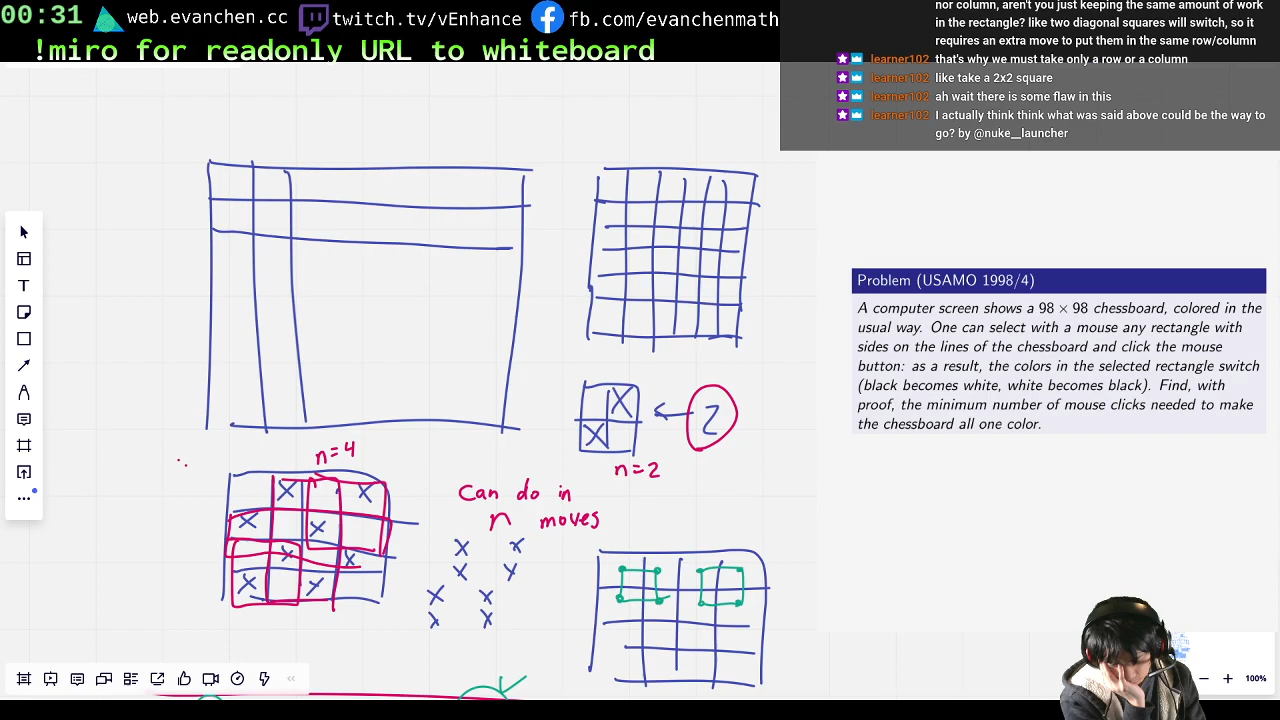 00:31 web.evanchen.cc twitch.tv/vEnhance fb.com/evanchenmath
!miro for readonly URL to whiteboard
nor column, aren't you just keeping the same amount of work
in the rectangle? like two diagonal squares will switch, so it
requires an extra move to put them in the same row/column
learner102 that's why we must take only a row or a column
learner102 like take a 2x2 square
learner102 ah wait there is some flaw in this
learner102 I actually think think what was said above could be the way to
go? by @nuke__launcher
Problem (USAMO 1998/4)
A computer screen shows a 98 × 98 chessboard, colored in the
usual way. One can select with a mouse any rectangle with
sides on the lines of the chessboard and click the mouse
button: as a result, the colors in the selected rectangle switch
(black becomes white, white becomes black). Find, with
proof, the minimum number of mouse clicks needed to make
the chessboard all one color.
X
X
2
n=2
n=4
X X
X X
X X
X X
Can do in
n moves
X X
X X
X X
X X
100%